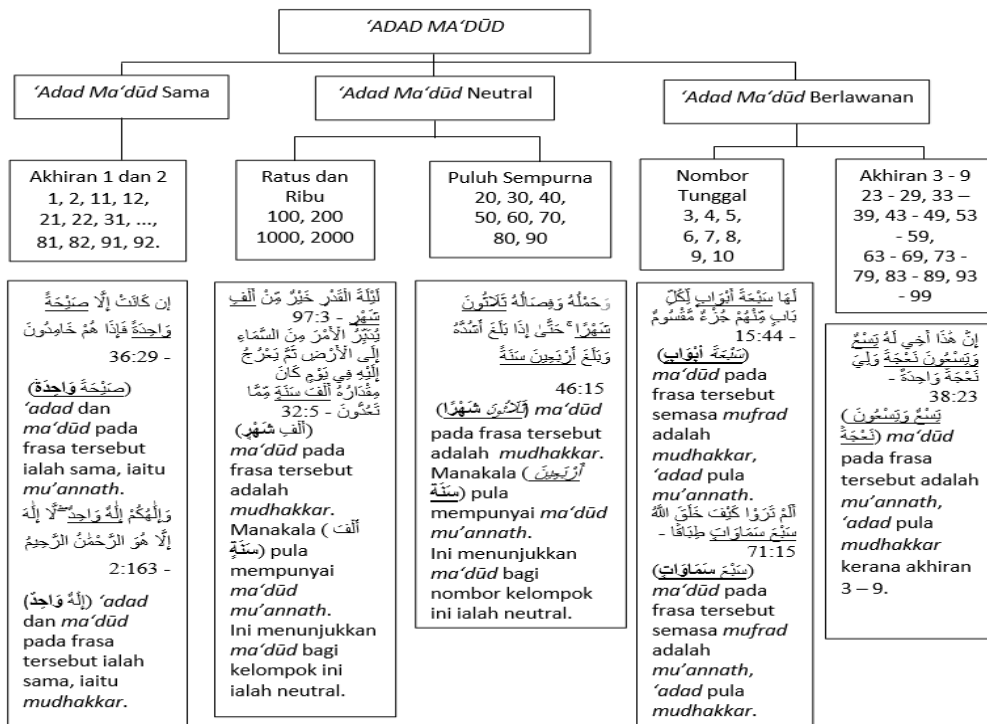 ‘ADAD MA‘DŪD
‘Adad Ma‘dūd Sama
‘Adad Ma‘dūd Neutral
‘Adad Ma‘dūd Berlawanan
Akhiran 1 dan 2
1, 2, 11, 12,
21, 22, 31, ...,
81, 82, 91, 92.
Ratus dan
Ribu
100, 200
1000, 2000
Puluh Sempurna
20, 30, 40,
50, 60, 70,
80, 90
Nombor
Tunggal
3, 4, 5,
6, 7, 8,
9, 10
Akhiran 3 - 9
23 - 29, 33 –
39, 43 - 49, 53
- 59,
63 - 69, 73 -
79, 83 - 89, 93
- 99
إِن كَانَتْ إِلَّا صَيْحَةً
وَاحِدَةً فَإِذَا هُمْ خَامِدُونَ
36:29 -
(صَيْحَةً وَاحِدَةً)
‘adad dan
ma‘dūd pada
frasa tersebut
ialah sama, iaitu
mu’annath.
وَإِلَٰهُكُمْ إِلَٰهٌ وَاحِدٌ ۖ لَّا إِلَٰهَ
إِلَّا هُوَ الرَّحْمَٰنُ الرَّحِيمُ
2:163 -
(إِلَٰهٌ وَاحِدٌ) ‘adad
dan ma‘dūd
pada frasa
tersebut ialah
sama, iaitu
mudhakkar.
لَيْلَةُ الْقَدْرِ خَيْرٌ مِّنْ أَلْفِ
شَهْرٍ - 97:3
يُدَبِّرُ الْأَمْرَ مِنَ السَّمَاءِ
إِلَى الْأَرْضِ ثُمَّ يَعْرُجُ
إِلَيْهِ فِي يَوْمٍ كَانَ
مِقْدَارُهُ أَلْفَ سَنَةٍ مِّمَّا
تَعُدُّونَ - 32:5
(أَلْفِ شَهْرٍ)
ma‘dūd pada
frasa tersebut
adalah
mudhakkar.
Manakala (أَلْفَ
سَنَةٍ) pula
mempunyai
ma‘dūd
mu’annath.
Ini menunjukkan
ma‘dūd bagi
kelompok ini
ialah neutral.
وَحَمْلُهُ وَفِصَالُهُ ثَلَاثُونَ
شَهْرًا ۚ حَتَّىٰ إِذَا بَلَغَ أَشُدَّهُ
وَبَلَغَ أَرْبَعِينَ سَنَةً
46:15
(ثَلَاثُونَ شَهْرًا) ma‘dūd
pada frasa tersebut
adalah mudhakkar.
Manakala (أَرْبَعِينَ
سَنَةً) pula
mempunyai ma‘dūd
mu’annath.
Ini menunjukkan
ma‘dūd bagi
nombor kelompok
ini ialah neutral.
لَهَا سَبْعَةُ أَبْوَابٍ لِّكُلِّ
بَابٍ مِّنْهُمْ جُزْءٌ مَّقْسُومٌ
- 15:44
(سَبْعَةُ أَبْوَابٍ)
ma‘dūd pada
frasa tersebut
semasa mufrad
adalah
mudhakkar,
‘adad pula
mu’annath.
أَلَمْ تَرَوْا كَيْفَ خَلَقَ اللَّهُ
سَبْعَ سَمَاوَاتٍ طِبَاقًا -
71:15
(سَبْعَ سَمَاوَاتٍ)
ma‘dūd pada
frasa tersebut
semasa mufrad
adalah
mu’annath,
‘adad pula
mudhakkar.
إِنَّ هَٰذَا أَخِي لَهُ تِسْعٌ
وَتِسْعُونَ نَعْجَةً وَلِيَ
نَعْجَةٌ وَاحِدَةٌ -
38:23
(تِسْعٌ وَتِسْعُونَ
نَعْجَةً) ma‘dūd
pada frasa
tersebut adalah
mu’annath,
‘adad pula
mudhakkar
kerana akhiran
3 – 9.